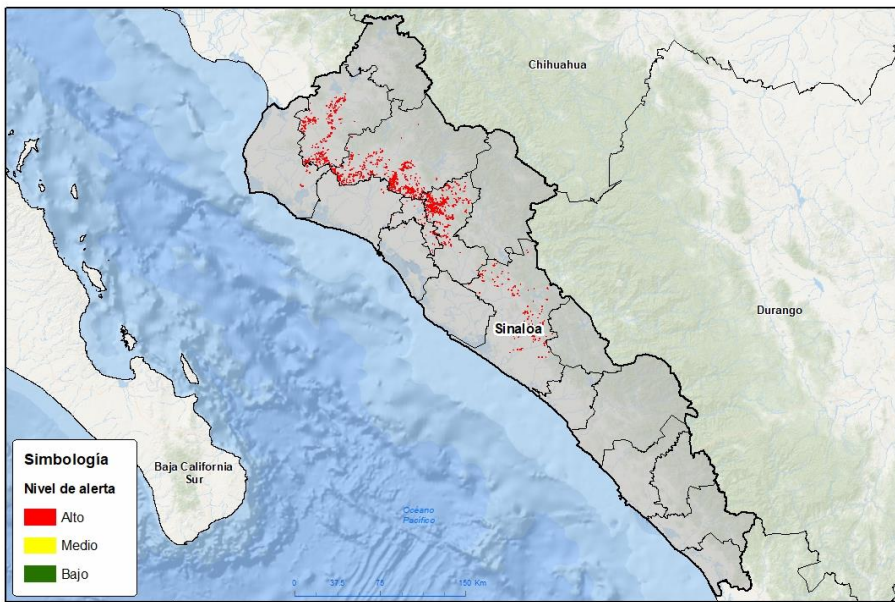 Chihuahua
Durango
Sinaloa
Baja California
Sur
Océano
Pacífico
0 37.5 75 150 Km
Simbología
Nivel de alerta
Alto
Medio
Bajo